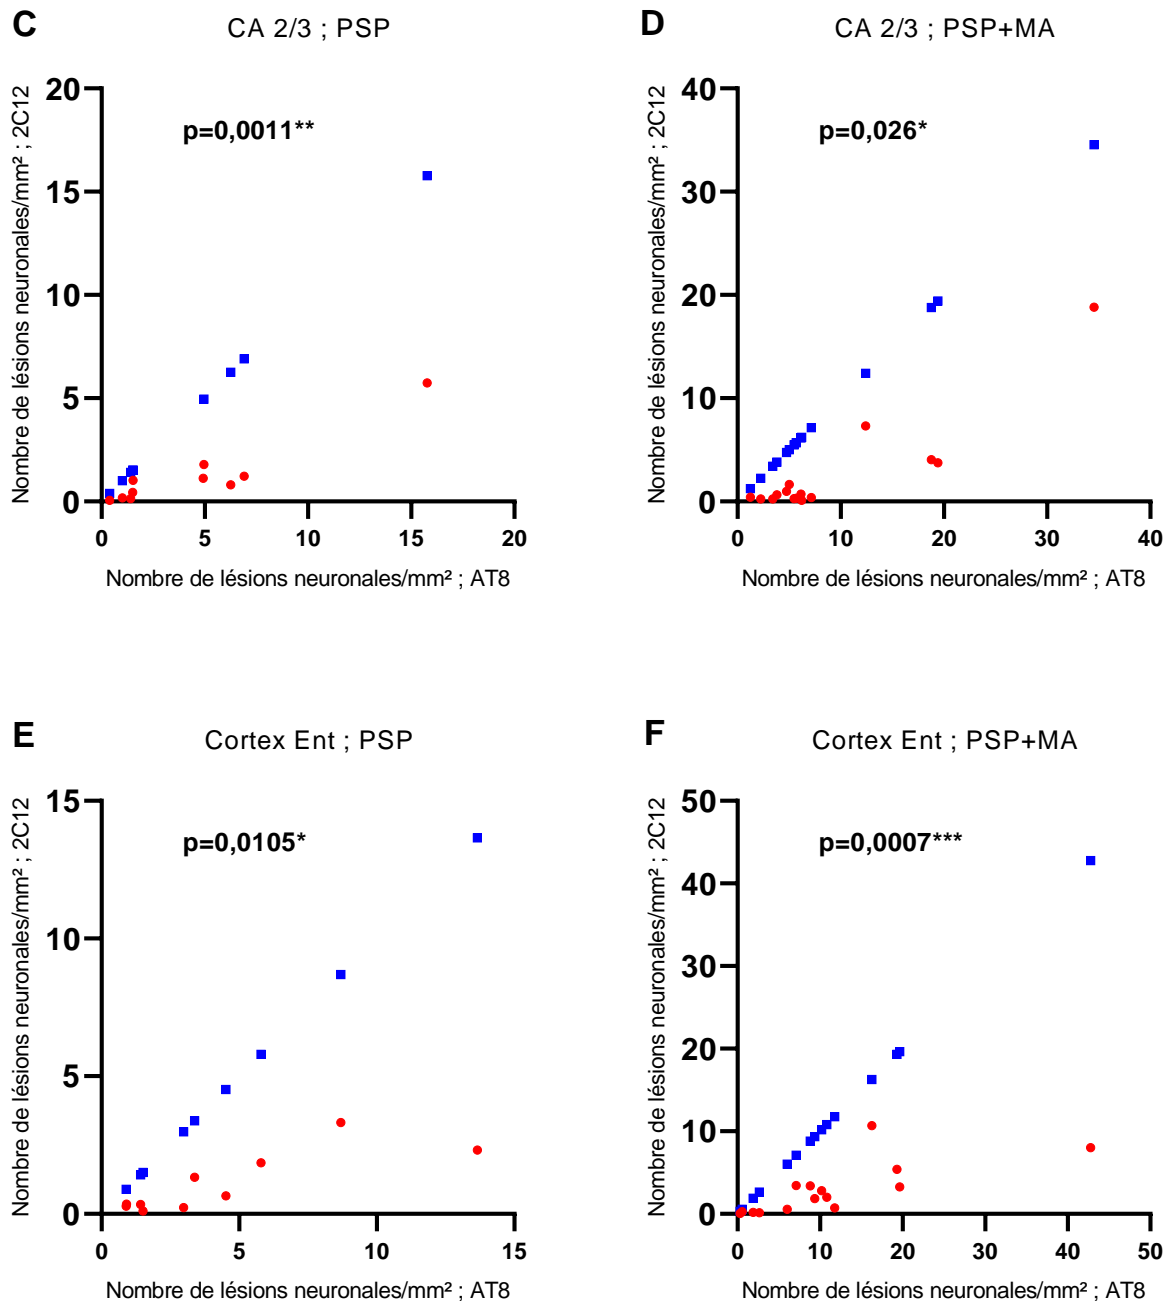 C
CA 2/3 ; PSP
Nombre de lésions neuronales/mm² ; 2C12
20
15
10
5
0
p=0,0011**
0 5 10 15 20
Nombre de lésions neuronales/mm² ; AT8
D
CA 2/3 ; PSP+MA
Nombre de lésions neuronales/mm² ; 2C12
40
30
20
10
0
p=0,026*
0 10 20 30 40
Nombre de lésions neuronales/mm² ; AT8
E
Cortex Ent ; PSP
Nombre de lésions neuronales/mm² ; 2C12
15
10
5
0
p=0,0105*
0 5 10 15
Nombre de lésions neuronales/mm² ; AT8
F
Cortex Ent ; PSP+MA
Nombre de lésions neuronales/mm² ; 2C12
50
40
30
20
10
0
p=0,0007***
0 10 20 30 40 50
Nombre de lésions neuronales/mm² ; AT8